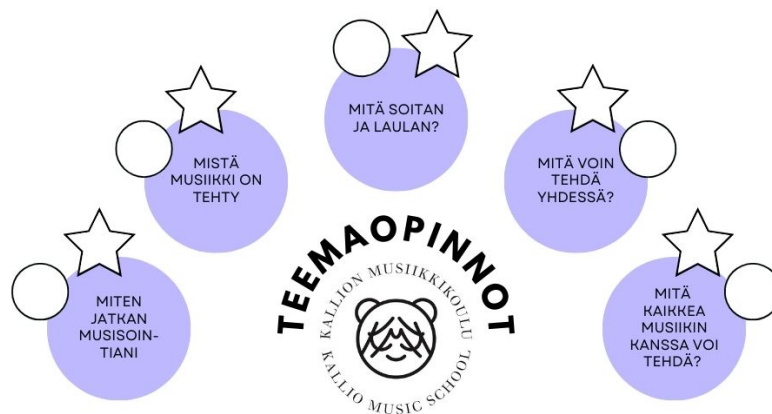 MITÄ SOITAN
JA LAULAN?
MISTÄ
MUSIIKKI ON
TEHTY
MITÄ VOIN
TEHDÄ
YHDESSÄ?
MITEN
JATKAN
MUSISOIN-
TIANI
MITÄ
KAIKKEA
MUSIIKIN
KANSSA VOI
TEHDÄ?
TEEMAOPINNOT
KALLION MUSIIKKIKOULU
KALLIO MUSIC SCHOOL